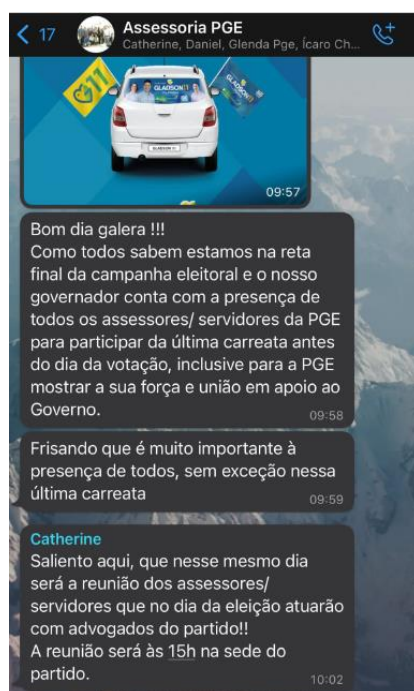 17
Assessoria PGE
Catherine, Daniel, Glenda Pge, Ícaro Ch...
11
GLADSON11
GLADSON 11
09:57
Bom dia galera !!!
Como todos sabem estamos na reta
final da campanha eleitoral e o nosso
governador conta com a presença de
todos os assessores/ servidores da PGE
para participar da última carreata antes
do dia da votação, inclusive para a PGE
mostrar a sua força e união em apoio ao
Governo.
09:58
Frisando que é muito importante à
presença de todos, sem exceção nessa
última carreata
09:59
Catherine
Saliento aqui, que nesse mesmo dia
será a reunião dos assessores/
servidores que no dia da eleição atuarão
com advogados do partido!!
A reunião será às 15h na sede do
partido.
10:02